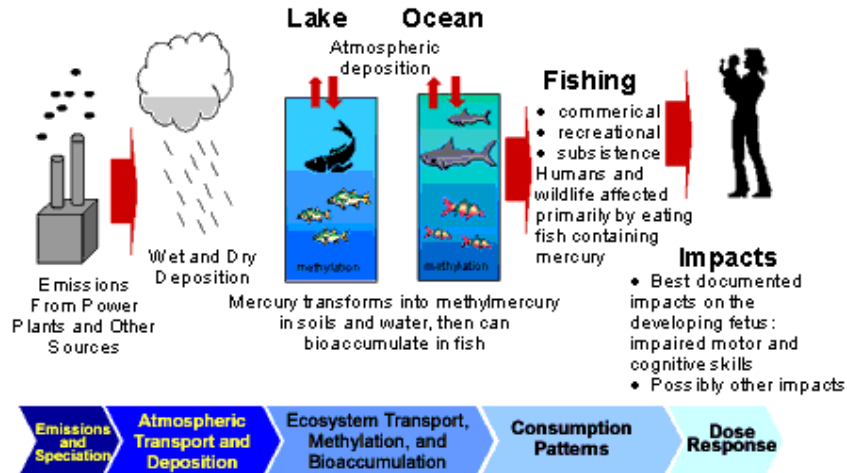 Lake
Ocean
Atmospheric
deposition
Fishing
• commerical
• recreational
• subsistence
Humans and
wildlife affected
primarily by eating
fish containing
mercury
methylation
methylation
Wet and Dry
Deposition
Emissions
From Power
Plants and Other
Sources
Mercury transforms into methylmercury
in soils and water, then can
bioaccumulate in fish
Impacts
• Best documented
impacts on the
developing fetus:
impaired motor and
cognitive skills
• Possibly other impacts
Emissions
and
Speciation
Atmospheric
Transport and
Deposition
Ecosystem Transport,
Methylation, and
Bioaccumulation
Consumption
Patterns
Dose
Response